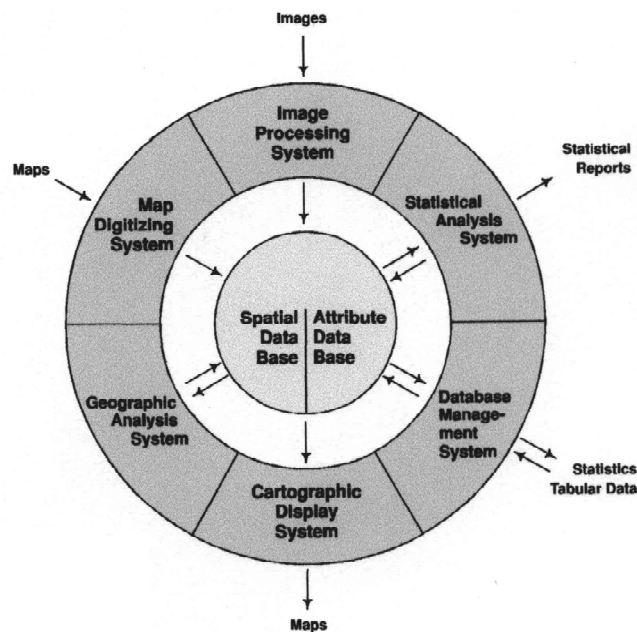 Images
Image
Processing
System
Maps
Map
Digitizing
System
Statistical
Analysis
System
Statistical
Reports
Spatial
Data
Base
Attribute
Data
Base
Geographic
Analysis
System
Database
Manage-
ment
System
Statistics
Tabular Data
Cartographic
Display
System
Maps